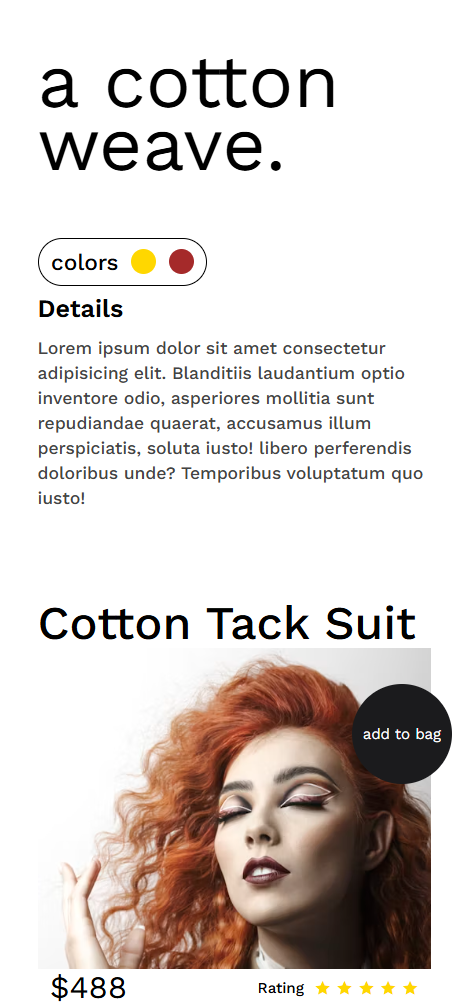 a cotton
weave.
colors
Details
Lorem ipsum dolor sit amet consectetur
adipisicing elit. Blanditiis laudantium optio
inventore odio, asperiores mollitia sunt
repudiandae quaerat, accusamus illum
perspiciatis, soluta iusto! libero perferendis
doloribus unde? Temporibus voluptatum quo
iusto!
Cotton Tack Suit
add to bag
$488
Rating